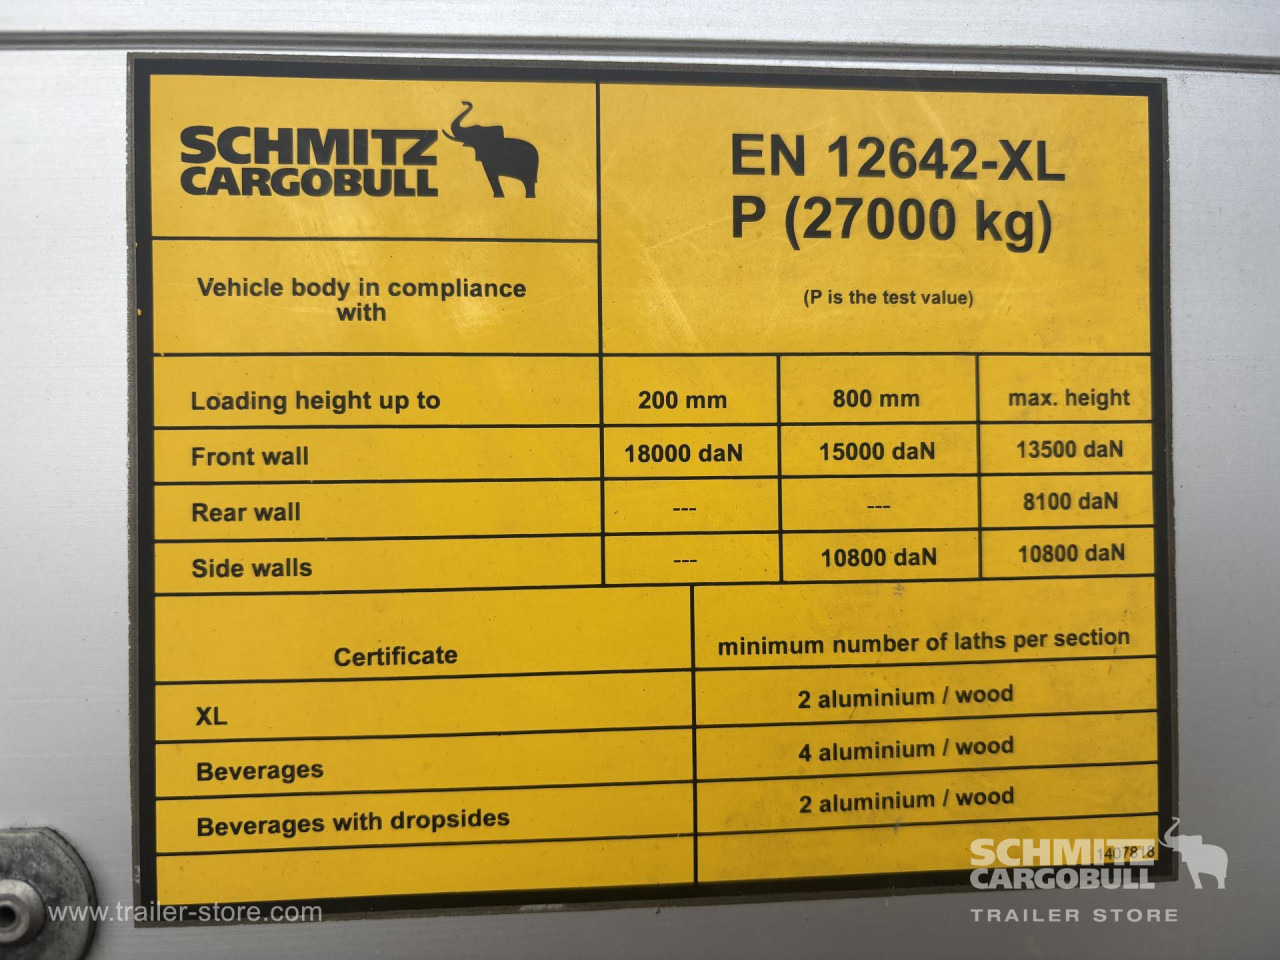 SCHMITZ
CARGOBULL
EN 12642-XL
P (27000 kg)
(P is the test value)
Vehicle body in compliance
with
Loading height up to 200 mm 800 mm max. height
Front wall 18000 daN 15000 daN 13500 daN
Rear wall --- --- 8100 daN
Side walls --- 10800 daN 10800 daN
Certificate minimum number of laths per section
XL 2 aluminium / wood
Beverages 4 aluminium / wood
Beverages with dropsides 2 aluminium / wood
1407818
SCHMITZ
CARGOBULL
TRAILER STORE
www.trailer-store.com